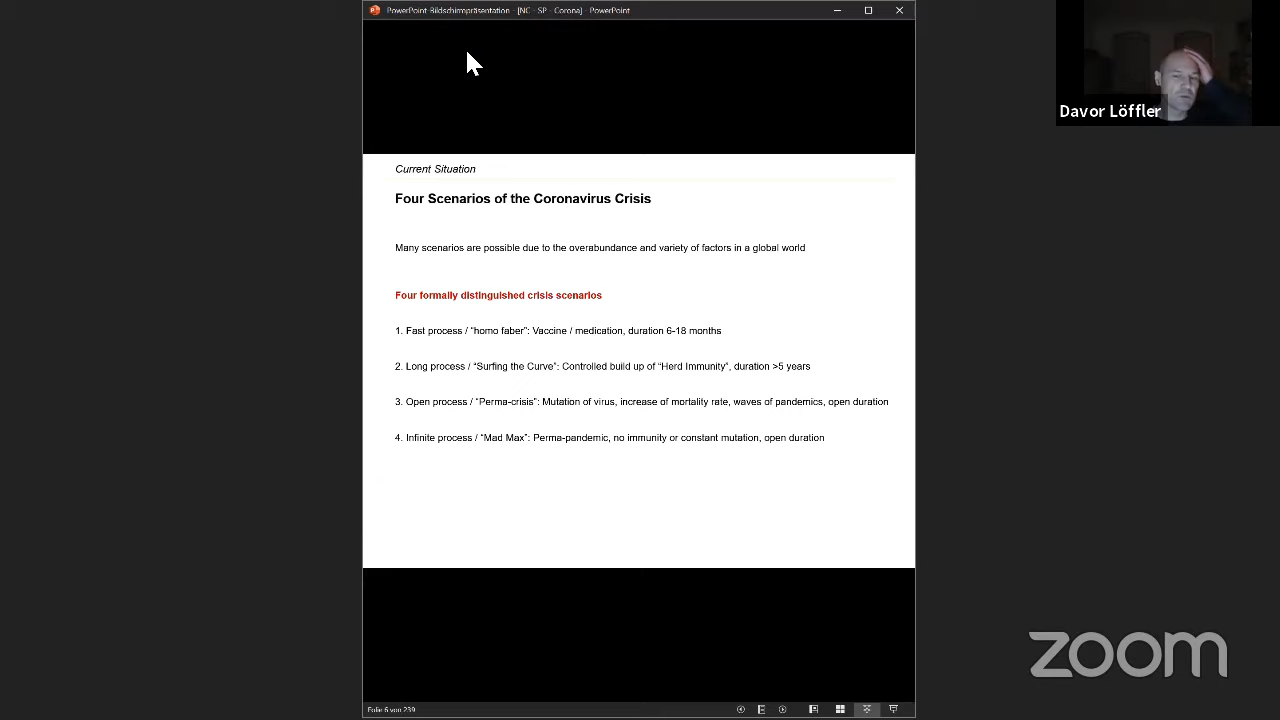 PowerPoint-Bildschirmpräsentation - [NC - SP - Corona] - PowerPoint
Davor Löffler
Current Situation
Four Scenarios of the Coronavirus Crisis
Many scenarios are possible due to the overabundance and variety of factors in a global world
Four formally distinguished crisis scenarios
1. Fast process / “homo faber”: Vaccine / medication, duration 6-18 months
2. Long process / “Surfing the Curve”: Controlled build up of “Herd Immunity”, duration >5 years
3. Open process / “Perma-crisis”: Mutation of virus, increase of mortality rate, waves of pandemics, open duration
4. Infinite process / “Mad Max”: Perma-pandemic, no immunity or constant mutation, open duration
zoom
Folie 6 von 239